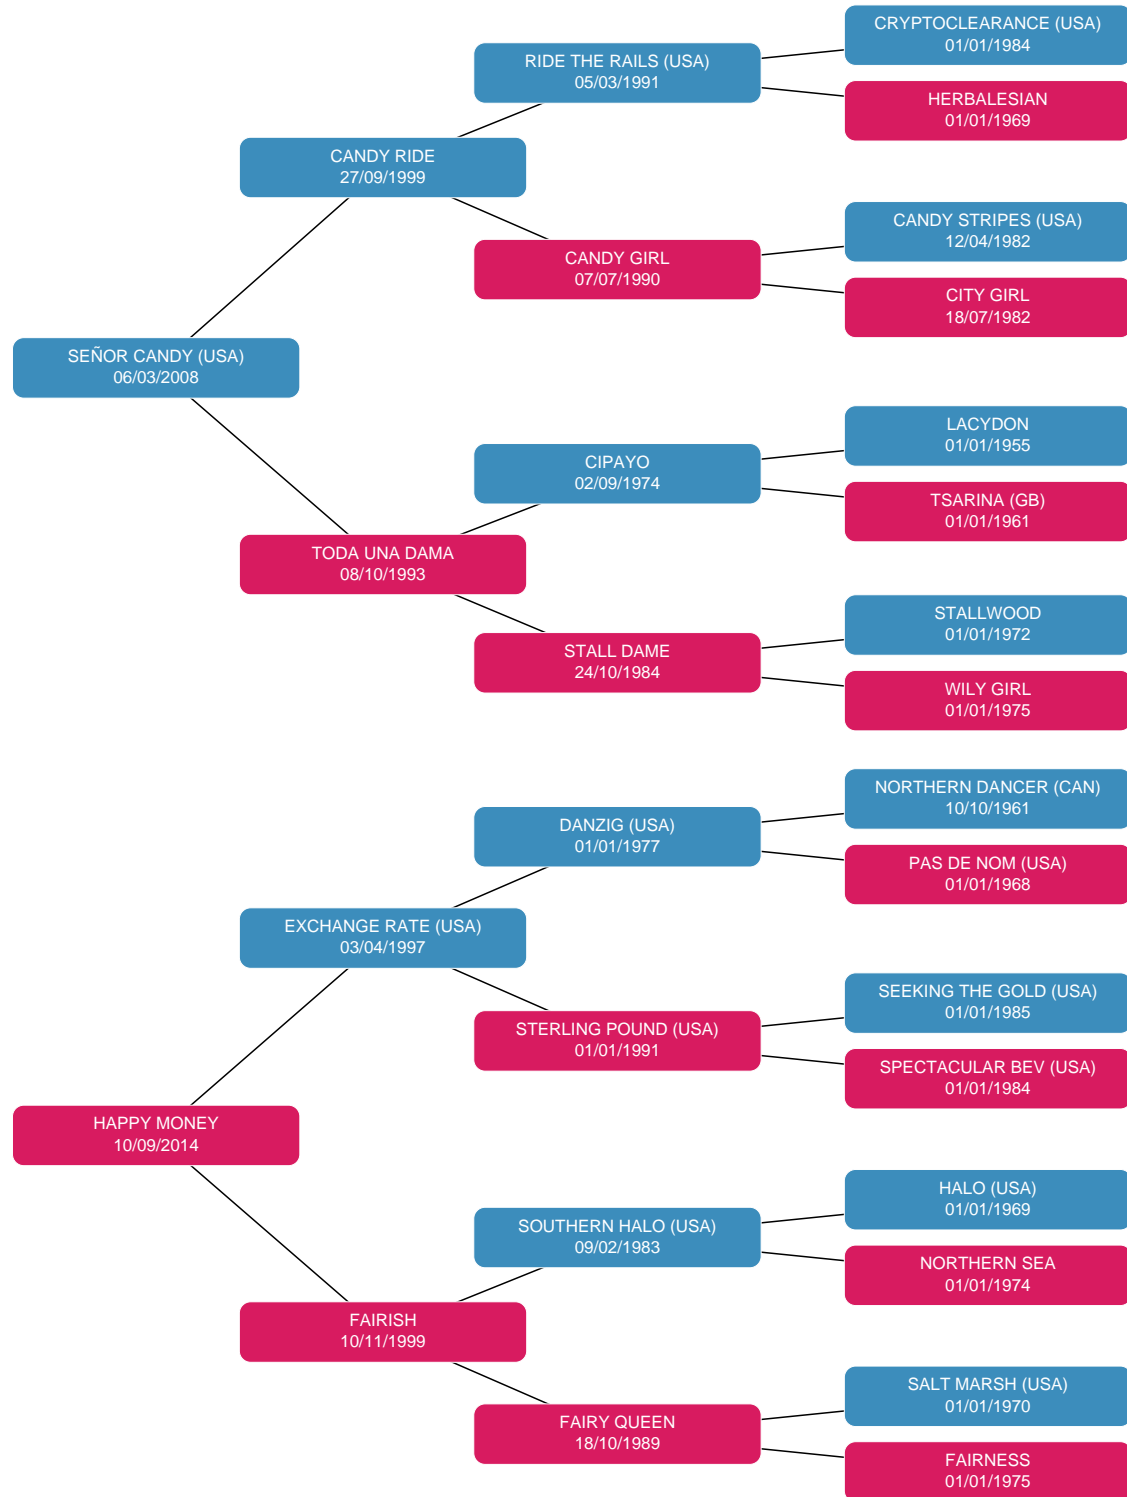 CRYPTOCLEARANCE (USA)
01/01/1984
RIDE THE RAILS (USA)
05/03/1991
HERBALESIAN
01/01/1969
CANDY RIDE
27/09/1999
CANDY STRIPES (USA)
12/04/1982
CANDY GIRL
07/07/1990
CITY GIRL
18/07/1982
SEÑOR CANDY (USA)
06/03/2008
LACYDON
01/01/1955
CIPAYO
02/09/1974
TSARINA (GB)
01/01/1961
TODA UNA DAMA
08/10/1993
STALLWOOD
01/01/1972
STALL DAME
24/10/1984
WILY GIRL
01/01/1975
NORTHERN DANCER (CAN)
10/10/1961
DANZIG (USA)
01/01/1977
PAS DE NOM (USA)
01/01/1968
EXCHANGE RATE (USA)
03/04/1997
SEEKING THE GOLD (USA)
01/01/1985
STERLING POUND (USA)
01/01/1991
SPECTACULAR BEV (USA)
01/01/1984
HAPPY MONEY
10/09/2014
HALO (USA)
01/01/1969
SOUTHERN HALO (USA)
09/02/1983
NORTHERN SEA
01/01/1974
FAIRISH
10/11/1999
SALT MARSH (USA)
01/01/1970
FAIRY QUEEN
18/10/1989
FAIRNESS
01/01/1975